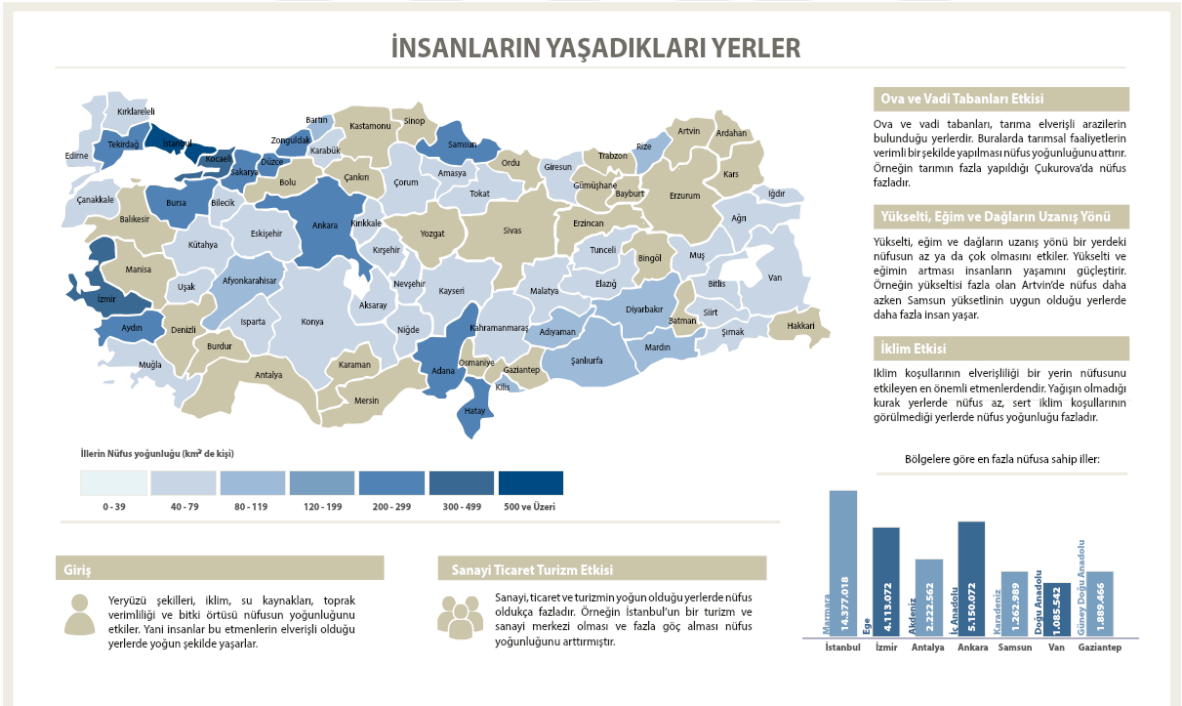 İNSANLARIN YAŞADIKLARI YERLER
Kırklareleli
Edirne
Tekirdağ
İstanbul
Kocaeli
Sakarya
Düzce
Zonguldak
Bartın
Karabük
Kastamonu
Sinop
Samsun
Ordu
Giresun
Trabzon
Rize
Artvin
Ardahan
Kars
Iğdır
Çanakkale
Balıkesir
Bursa
Bilecik
Bolu
Çankırı
Çorum
Amasya
Tokat
Gümüşhane
Bayburt
Erzurum
Ağrı
Kütahya
Eskişehir
Ankara
Kırıkkale
Kırşehir
Yozgat
Sivas
Erzincan
Tunceli
Bingöl
Muş
Bitlis
Van
Manisa
İzmir
Uşak
Afyonkarahisar
Aksaray
Nevşehir
Kayseri
Malatya
Elazığ
Diyarbakır
Batman
Siirt
Şırnak
Hakkari
Aydın
Denizli
Isparta
Konya
Niğde
Kahramanmaraş
Adıyaman
Mardin
Şanlıurfa
Muğla
Burdur
Antalya
Karaman
Mersin
Adana
Osmaniye
Gaziantep
Kilis
Hatay
İllerin Nüfus yoğunluğu (km² de kişi)
0 - 39
40 - 79
80 - 119
120 - 199
200 - 299
300 - 499
500 ve Üzeri
Giriş
Yeryüzü şekilleri, iklim, su kaynakları, toprak
verimliliği ve bitki örtüsü nüfusun yoğunluğunu
etkiler. Yani insanlar bu etmenlerin elverişli olduğu
yerlerde yoğun şekilde yaşarlar.
Sanayi Ticaret Turizm Etkisi
Sanayi, ticaret ve turizmin yoğun olduğu yerlerde nüfus
oldukça fazladır. Örneğin İstanbul'un bir turizm ve
sanayi merkezi olması ve fazla göç alması nüfus
yoğunluğunu arttırmıştır.
Ova ve Vadi Tabanları Etkisi
Ova ve vadi tabanları, tarıma elverişli arazilerin
bulunduğu yerlerdir. Buralarda tarımsal faaliyetlerin
verimli bir şekilde yapılması nüfus yoğunluğunu attırır.
Örneğin tarımın fazla yapıldığı Çukurova'da nüfus
fazladır.
Yükselti, Eğim ve Dağların Uzanış Yönü
Yükselti, eğim ve dağların uzanış yönü bir yerdeki
nüfusun az ya da çok olmasını etkiler. Yükselti ve
eğimin artması insanların yaşamını güçleştirir.
Örneğin yükseltisi fazla olan Artvin'de nüfus daha
azken Samsun yüksetlinin uygun olduğu yerlerde
daha fazla insan yaşar.
İklim Etkisi
Iklim koşullarının elverişliliği bir yerin nüfusunu
etkileyen en önemli etmenlerdendir. Yağışın olmadığı
kurak yerlerde nüfus az, sert iklim koşullarının
görülmediği yerlerde nüfus yoğunluğu fazladır.
Bölgelere göre en fazla nüfusa sahip iller:
Marmara
14.377.018
Ege
4.113.072
Akdeniz
2.222.562
İç Anadolu
5.150.072
Karadeniz
1.262.989
Doğu Anadolu
1.085.542
Güney Doğu Anadolu
1.889.466
İstanbul
İzmir
Antalya
Ankara
Samsun
Van
Gaziantep